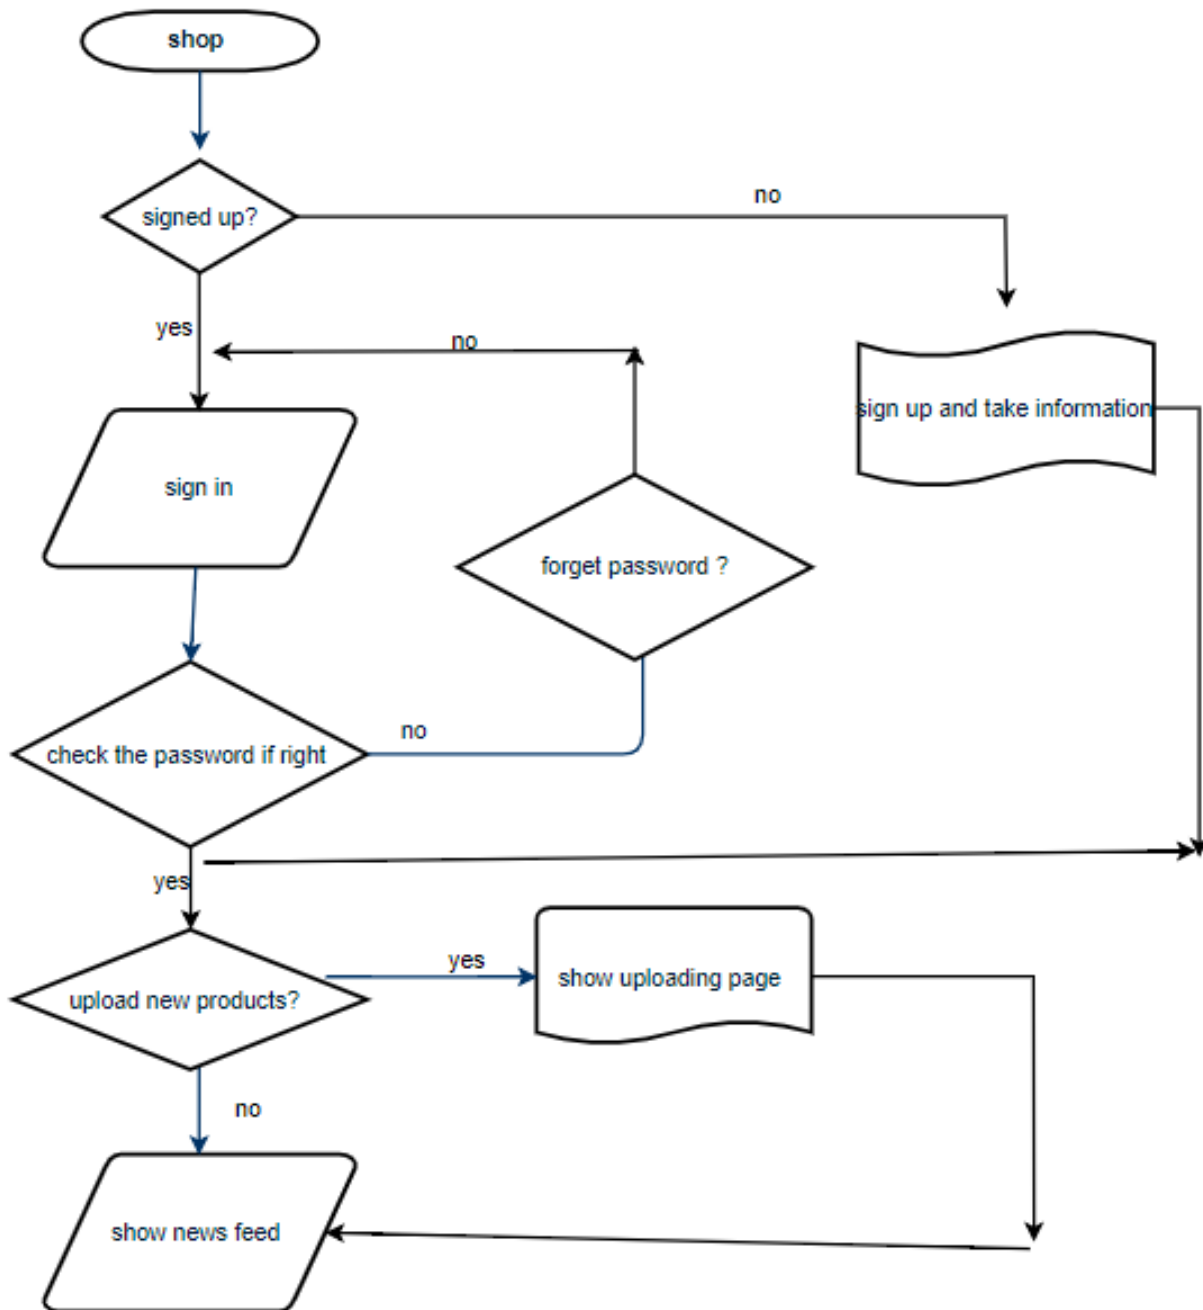 shop
signed up?
no
yes
no
sign up and take information
sign in
forget password ?
no
check the password if right
yes
yes
show uploading page
upload new products?
no
show news feed